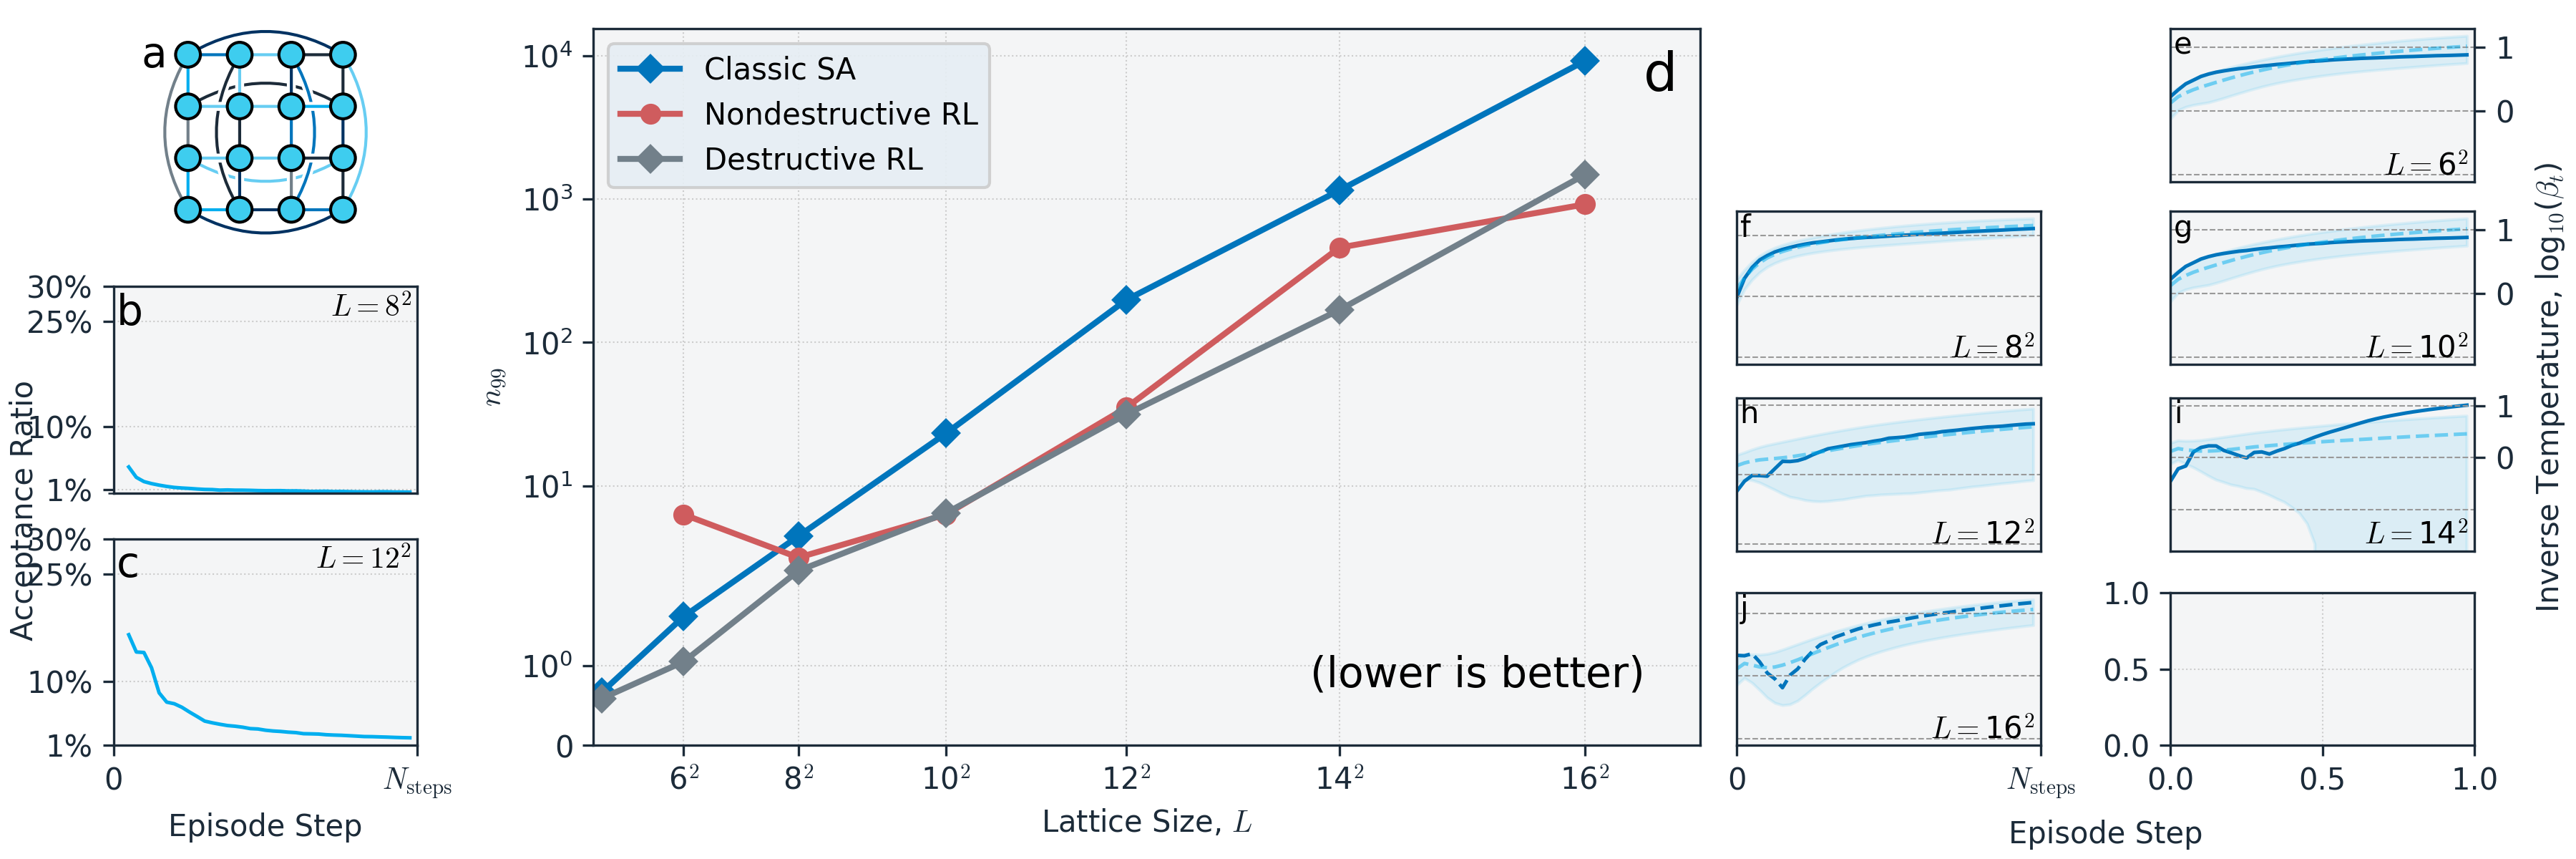 a
30%
25%
10%
1%
b
L = 8²
30%
25%
10%
1%
c
L = 12²
0
N_steps
Acceptance Ratio
Episode Step
Classic SA
Nondestructive RL
Destructive RL
d
10⁴
10³
10²
10¹
10⁰
0
n₉₉
(lower is better)
6² 8² 10² 12² 14² 16²
Lattice Size, L
e
L = 6²
1
0
f
L = 8²
g
L = 10²
1
0
h
L = 12²
i
L = 14²
1
0
j
L = 16²
0
N_steps
1.0
0.5
0.0
0.0 0.5 1.0
Episode Step
Inverse Temperature, log₁₀(βₜ)